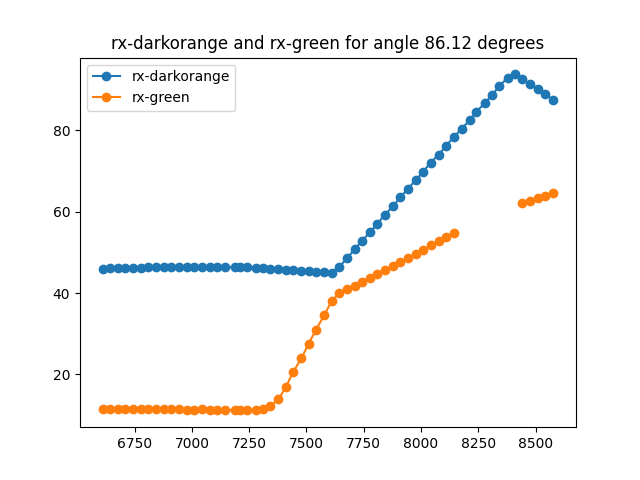 rx-darkorange and rx-green for angle 86.12 degrees
rx-darkorange
rx-green
80
60
40
20
6750 7000 7250 7500 7750 8000 8250 8500